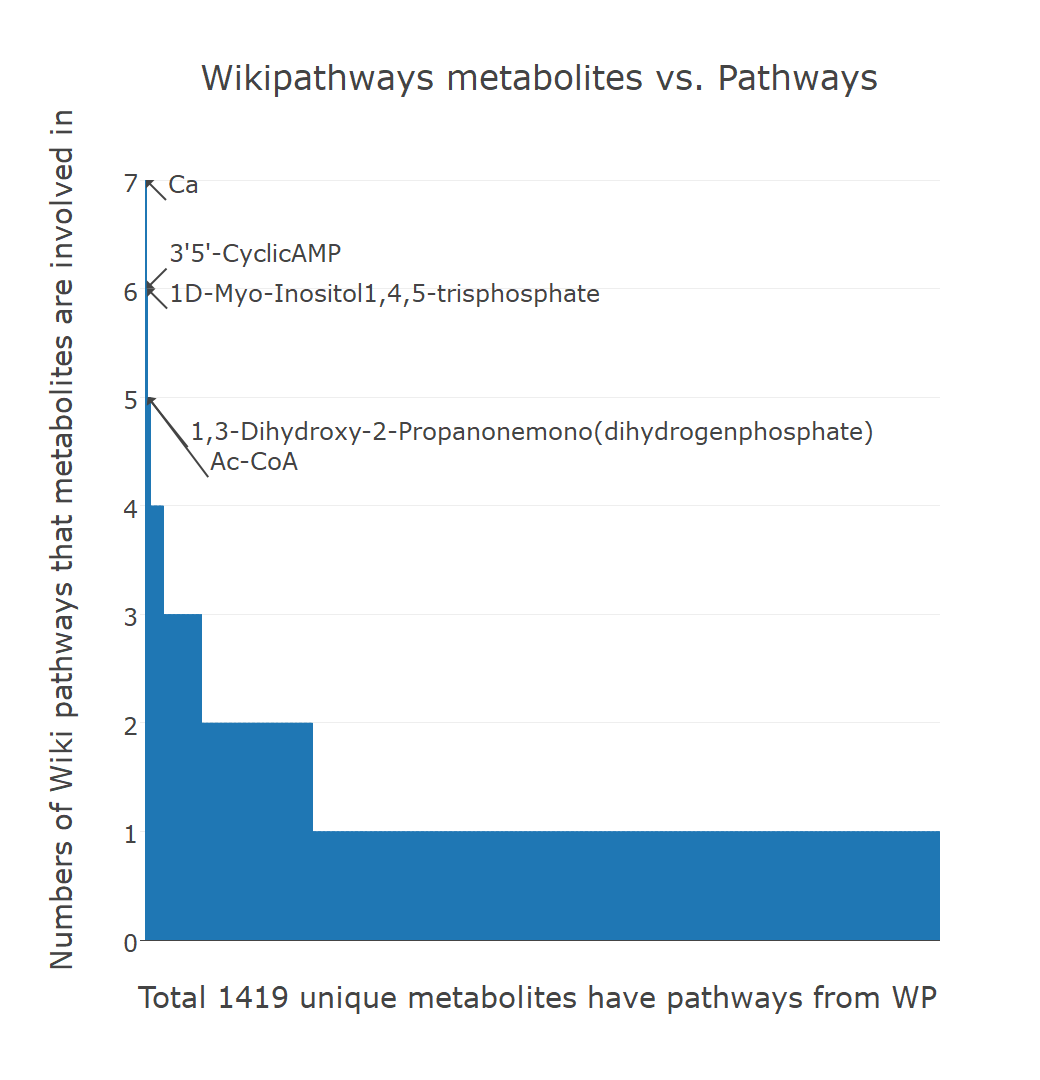 Wikipathways metabolites vs. Pathways
Numbers of Wiki pathways that metabolites are involved in
7
Ca
3'5'-CyclicAMP
6
1D-Myo-Inositol1,4,5-trisphosphate
5
1,3-Dihydroxy-2-Propanonemono(dihydrogenphosphate)
Ac-CoA
4
3
2
1
0
Total 1419 unique metabolites have pathways from WP